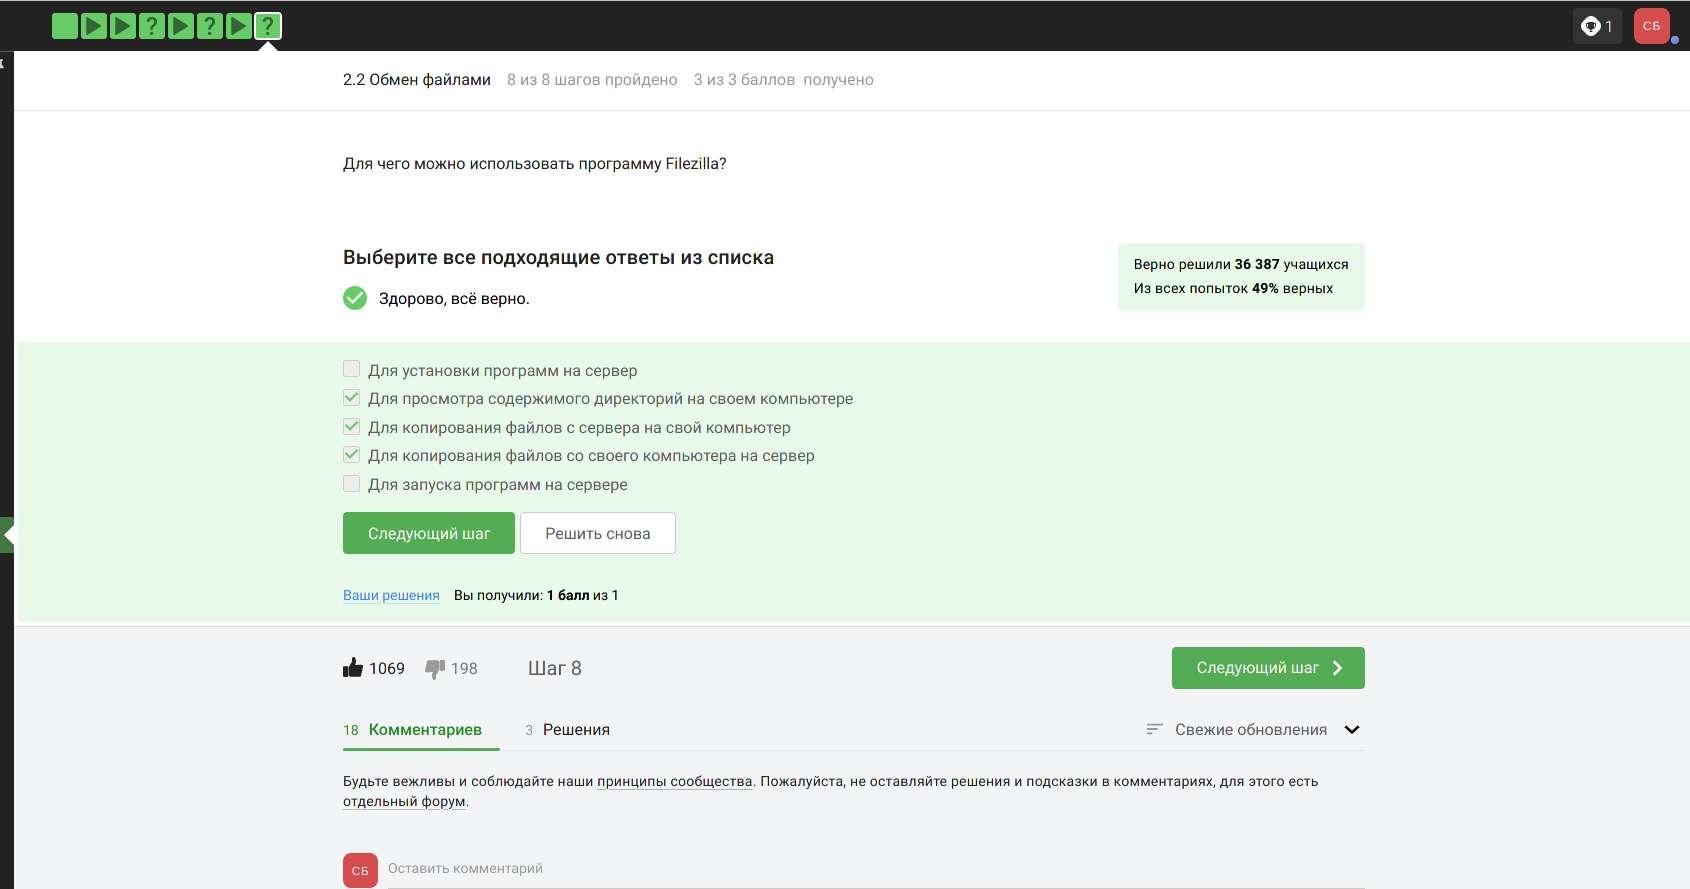 ?
?
?
1
СБ
2.2 Обмен файлами 8 из 8 шагов пройдено 3 из 3 баллов получено
Для чего можно использовать программу Filezilla?
Выберите все подходящие ответы из списка
Здорово, всё верно.
Верно решили 36 387 учащихся
Из всех попыток 49% верных
Для установки программ на сервер
Для просмотра содержимого директорий на своем компьютере
Для копирования файлов с сервера на свой компьютер
Для копирования файлов со своего компьютера на сервер
Для запуска программ на сервере
Следующий шаг Решить снова
Ваши решения Вы получили: 1 балл из 1
1069 198 Шаг 8 Следующий шаг
18 Комментариев 3 Решения Свежие обновления
Будьте вежливы и соблюдайте наши принципы сообщества. Пожалуйста, не оставляйте решения и подсказки в комментариях, для этого есть
отдельный форум.
СБ Оставить комментарий